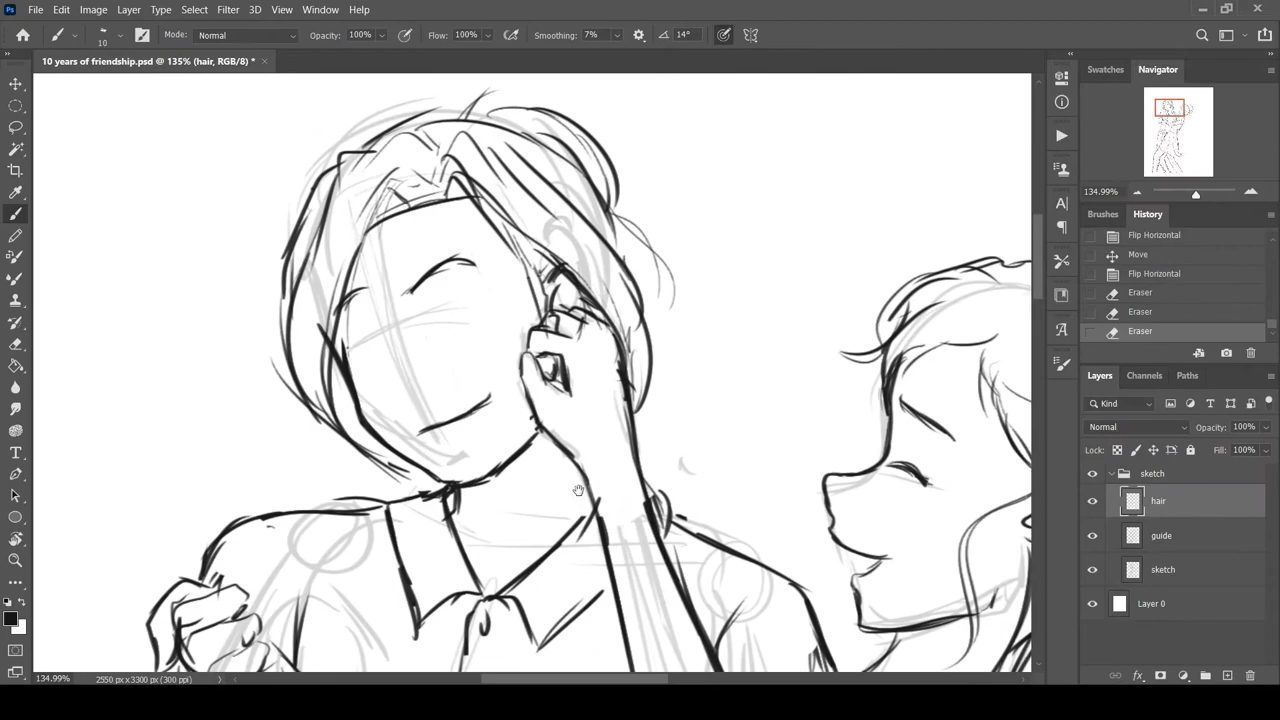 Ps File Edit Image Layer Type Select Filter 3D View Window Help
10 Mode: Normal Opacity: 100% Flow: 100% Smoothing: 7% 14°
10 years of friendship.psd @ 135% (hair, RGB/8) *
Swatches Navigator
134.99%
Brushes History
Flip Horizontal
Move
Flip Horizontal
Eraser
Eraser
Eraser
Layers Channels Paths
Kind
Normal Opacity: 100%
Lock: Fill: 100%
sketch
hair
guide
sketch
Layer 0
134.99% 2550 px x 3300 px (300 ppi)